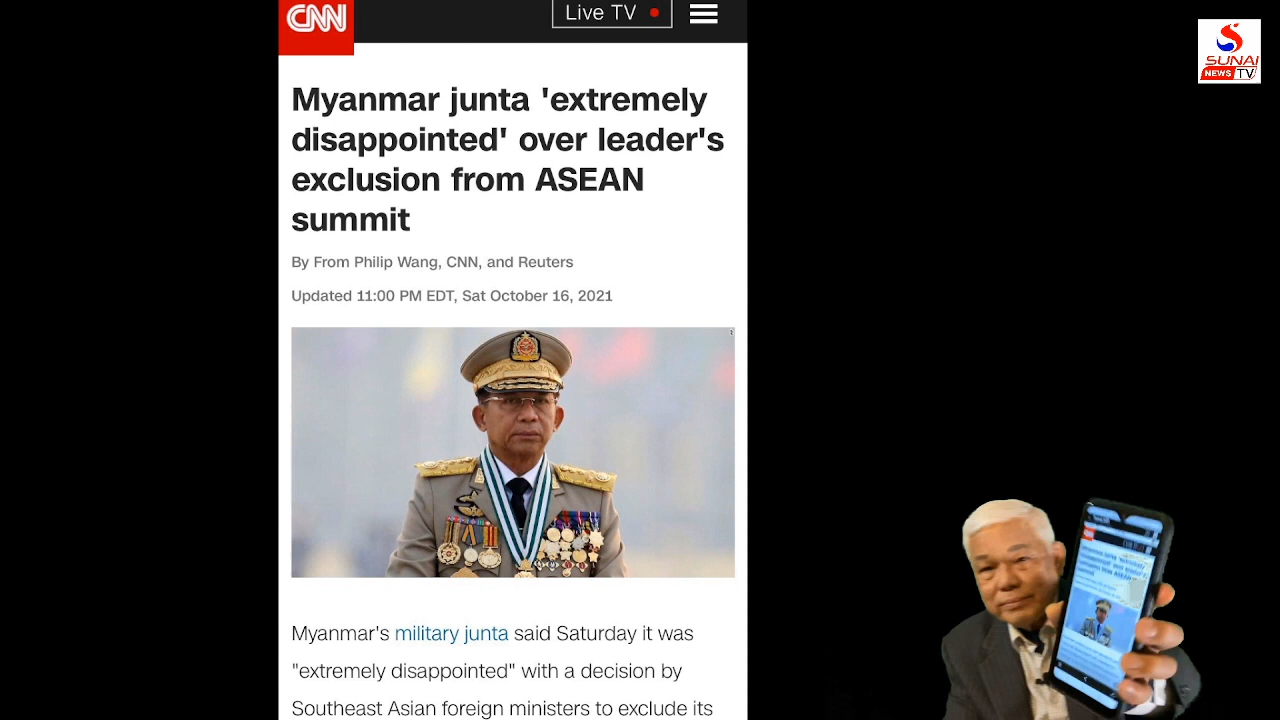 CNN
Live TV
SUNAI
NEWS TV
Myanmar junta 'extremely
disappointed' over leader's
exclusion from ASEAN
summit
By From Philip Wang, CNN, and Reuters
Updated 11:00 PM EDT, Sat October 16, 2021
Myanmar's military junta said Saturday it was
"extremely disappointed" with a decision by
Southeast Asian foreign ministers to exclude its